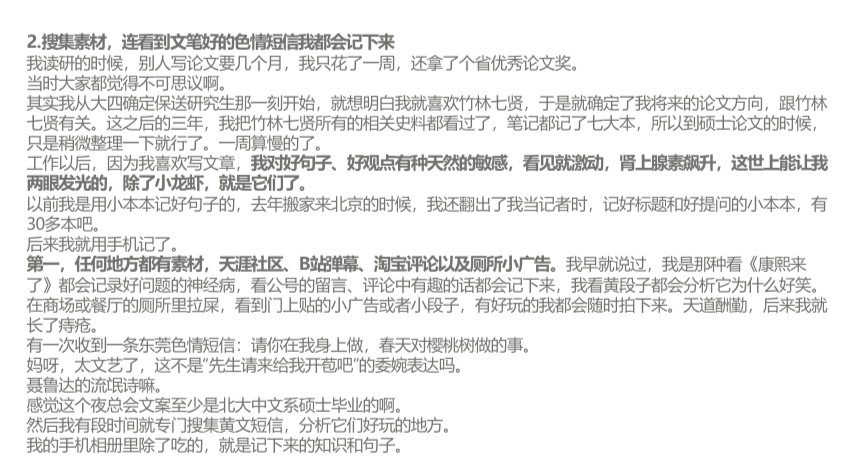 2.搜集素材，连看到文笔好的色情短信我都会记下来
我读研的时候，别人写论文要几个月，我只花了一周，还拿了个省优秀论文奖。
当时大家都觉得不可思议啊。
其实我从大四确定保送研究生那一刻开始，就想明白我就喜欢竹林七贤，于是就确定了我将来的论文方向，跟竹林
七贤有关。这之后的三年，我把竹林七贤所有的相关史料都看过了，笔记都记了七大本，所以到硕士论文的时候，
只是稍微整理一下就行了。一周算慢的了。
工作以后，因为我喜欢写文章，我对好句子、好观点有种天然的敏感，看见就激动，肾上腺素飙升，这世上能让我
两眼发光的，除了小龙虾，就是它们了。
以前我是用小本本记好句子的，去年搬家来北京的时候，我还翻出了我当记者时，记好标题和好提问的小本本，有
30多本吧。
后来我就用手机记了。
第一，任何地方都有素材，天涯社区、B站弹幕、淘宝评论以及厕所小广告。我早就说过，我是那种看《康熙来
了》都会记录好问题的神经病，看公号的留言、评论中有趣的话都会记下来，我看黄段子都会分析它为什么好笑。
在商场或餐厅的厕所里拉屎，看到门上贴的小广告或者小段子，有好玩的我都会随时拍下来。天道酬勤，后来我就
长了痔疮。
有一次收到一条东莞色情短信：请你在我身上做，春天对樱桃树做的事。
妈呀，太文艺了，这不是“先生请来给我开苞吧”的委婉表达吗。
聂鲁达的流氓诗嘛。
感觉这个夜总会文案至少是北大中文系硕士毕业的啊。
然后我有段时间就专门搜集黄文短信，分析它们好玩的地方。
我的手机相册里除了吃的，就是记下来的知识和句子。